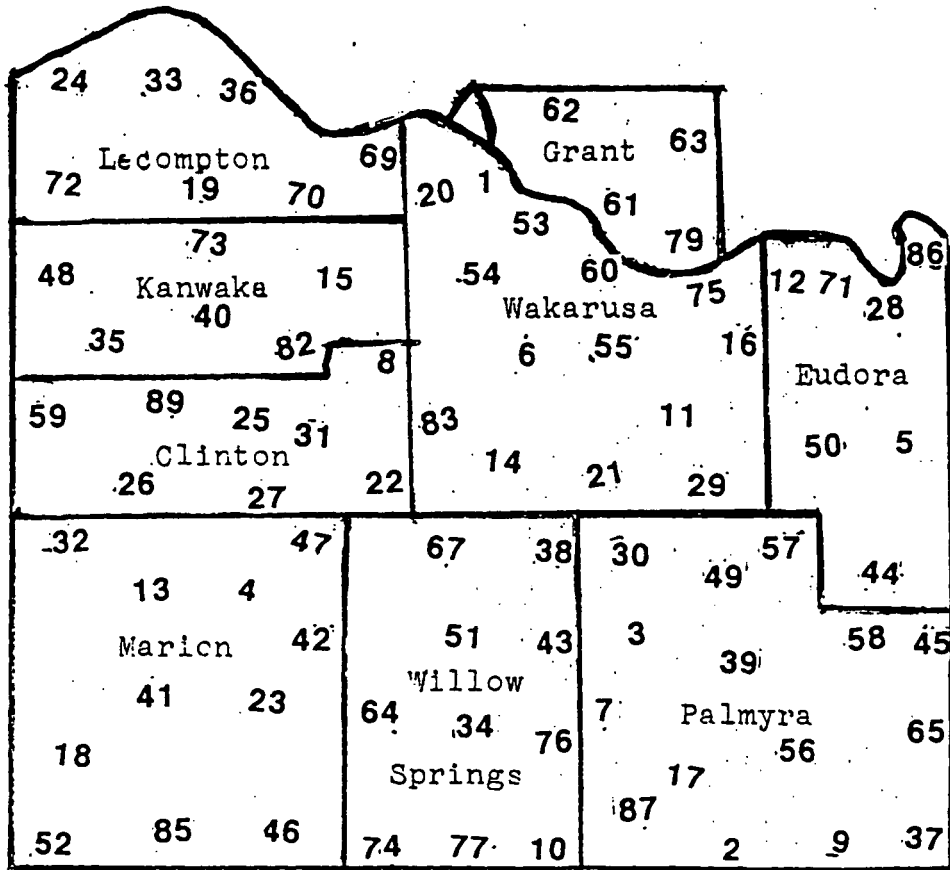 24 33 36 62
63
Lecompton 69 Grant
72 19 70 20 1 61
53
73 79 86
48 15 54 60 12 71
Kanwaka 75 28
40 Wakarusa
35 82 8 6 55 16
Eudora
59 89 25 83 11
31 50 5
Clinton 14 21
26 27 22 29
32 47 67 38 30 57
13 4 49 44
42 51 43 3 58 45
Marion 39
Willow
41 23 64 34 7 Palmyra 65
18 76 56
Springs 17
87
52 85 46 74 77 10 2 9 37